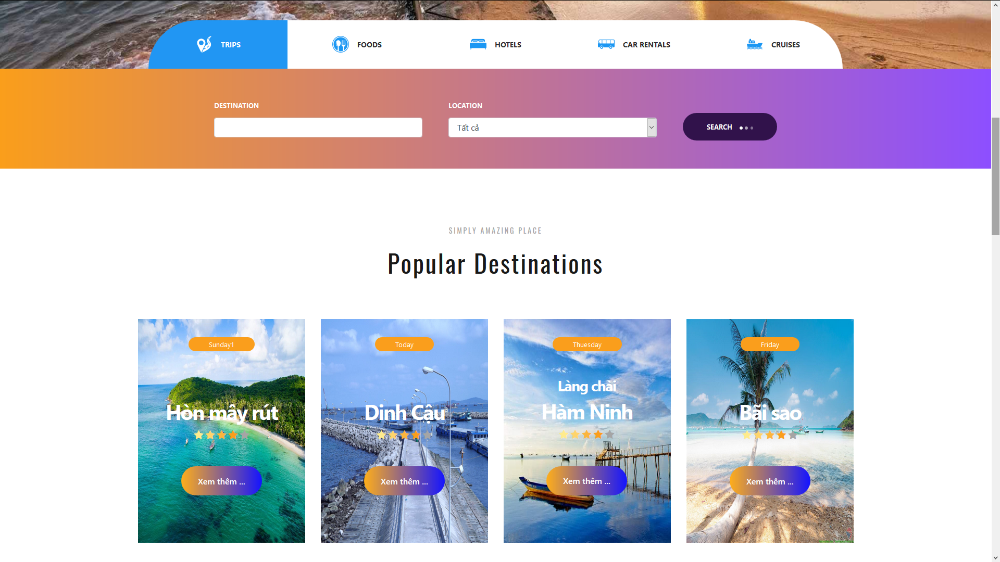 TRIPS
FOODS
HOTELS
CAR RENTALS
CRUISES
DESTINATION
LOCATION
Tất cả
SEARCH
SIMPLY AMAZING PLACE
Popular Destinations
Sunday1
Hòn mây rút
Xem thêm ...
Today
Dinh Cậu
Xem thêm ...
Thuesday
Làng chài
Hàm Ninh
Xem thêm ...
Friday
Bãi sao
Xem thêm ...